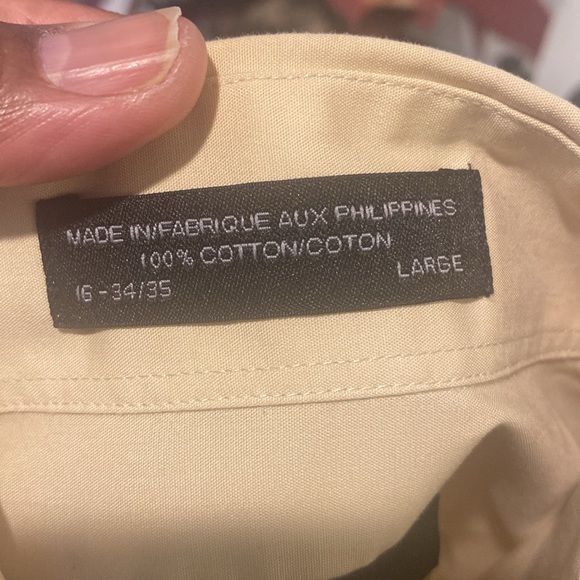 MADE IN/FABRIQUE AUX PHILIPPINES
100% COTTON/COTON
16-34/35 LARGE